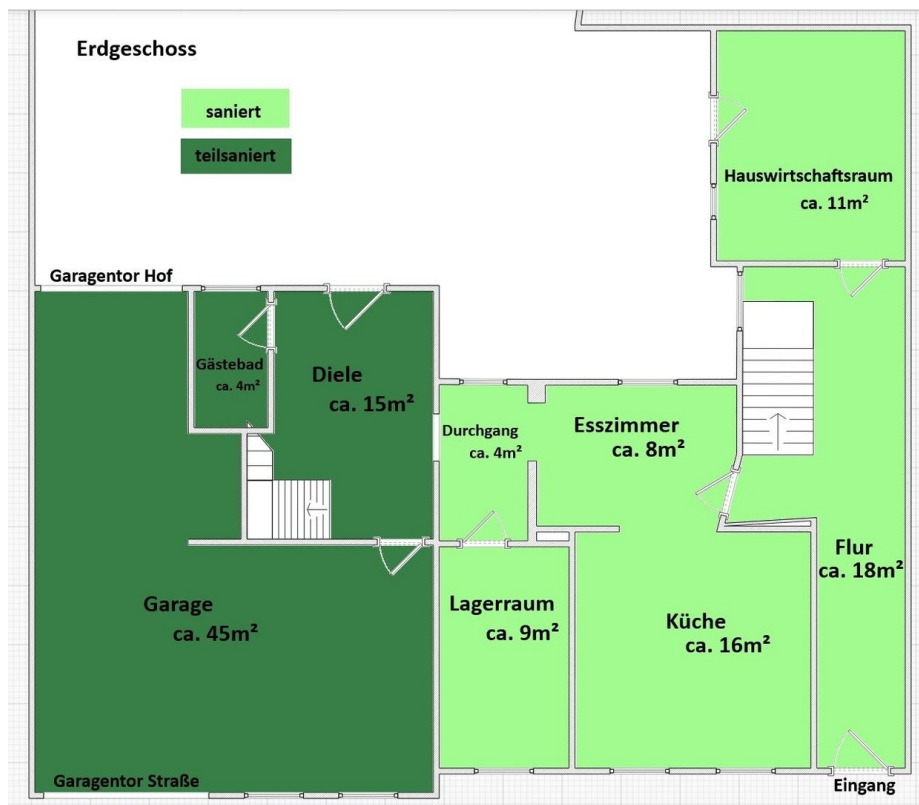 Erdgeschoss
saniert
teilsaniert
Hauswirtschaftsraum
ca. 11m²
Garagentor Hof
Gästebad
ca. 4m²
Diele
ca. 15m²
Durchgang
ca. 4m²
Esszimmer
ca. 8m²
Flur
ca. 18m²
Garage
ca. 45m²
Lagerraum
ca. 9m²
Küche
ca. 16m²
Garagentor Straße
Eingang